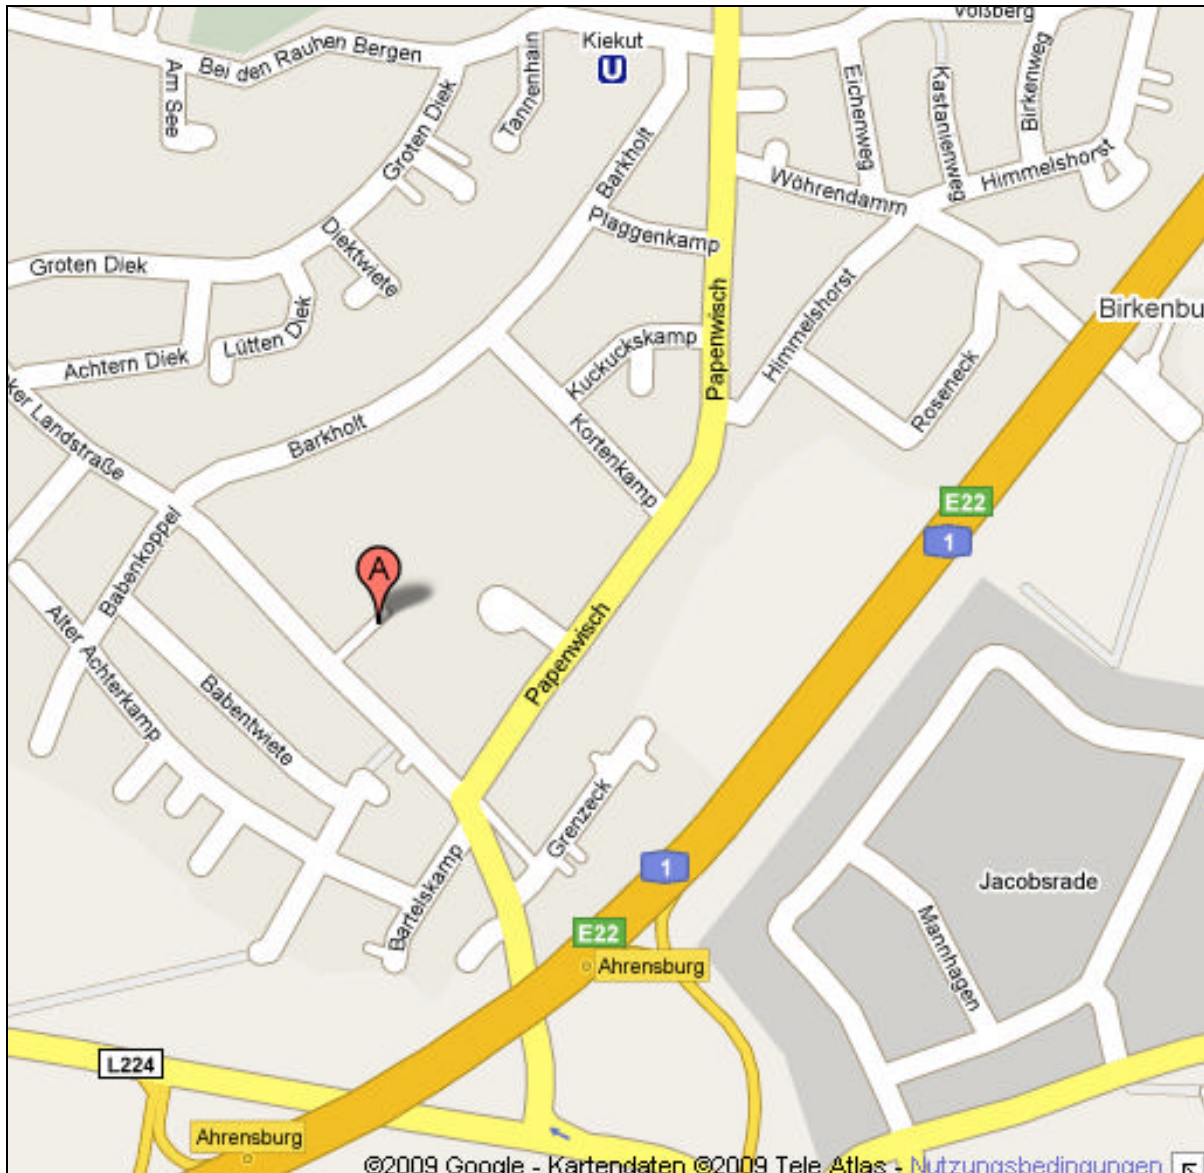 Voßberg
Kiekut
U
Bei den Rauhen Bergen
Am See
Tannenhain
Groten Diek
Barkholt
Eichenweg
Kastanienweg
Birkenweg
Himmelshorst
Wöhrendamm
Plaggenkamp
Diektwiete
Groten Diek
Lütten Diek
Achtern Diek
Kuckuckskamp
Papenwisch
Himmelshorst
Birkenbu
Roseneck
ker Landstraße
Barkholt
Kortenkamp
E22
1
Babenkoppel
A
Alter Achterkamp
Babentwiete
Papenwisch
Grenzeck
Bartelskamp
1
E22
Ahrensburg
Jacobsrade
Mannhagen
L224
Ahrensburg
©2009 Google - Kartendaten ©2009 Tele Atlas - Nutzungsbedingungen